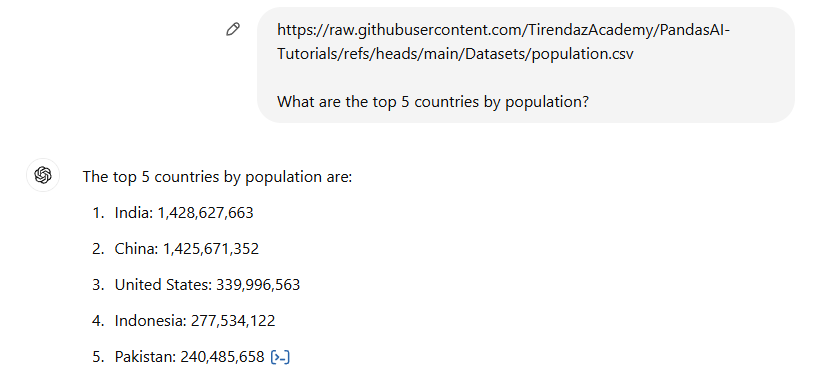 https://raw.githubusercontent.com/TirendazAcademy/PandasAI-
Tutorials/refs/heads/main/Datasets/population.csv
What are the top 5 countries by population?
The top 5 countries by population are:
1. India: 1,428,627,663
2. China: 1,425,671,352
3. United States: 339,996,563
4. Indonesia: 277,534,122
5. Pakistan: 240,485,658